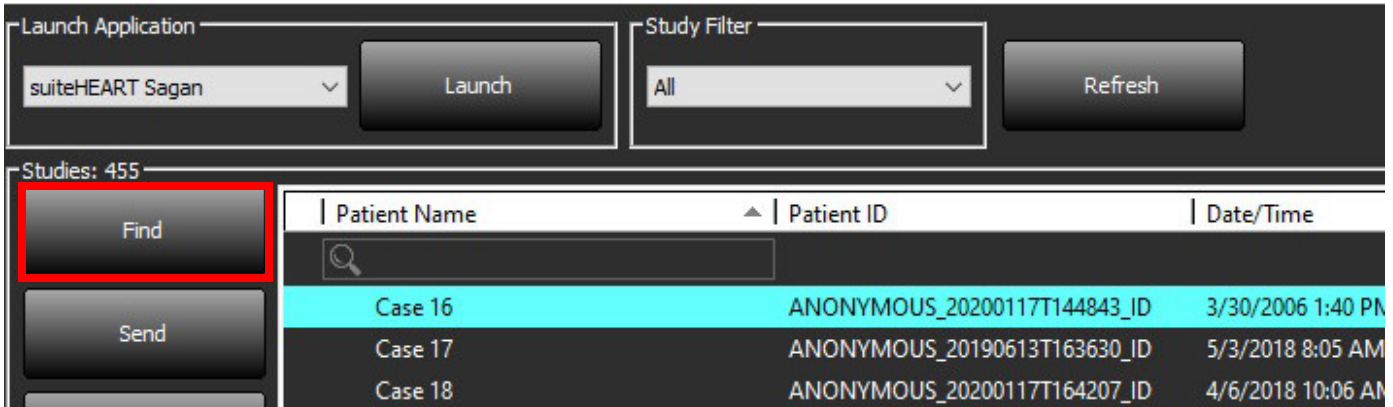 Launch Application
Study Filter
suiteHEART Sagan
Launch
All
Refresh
Studies: 455
Find
Patient Name
Patient ID
Date/Time
Send
Case 16 ANONYMOUS_20200117T144843_ID 3/30/2006 1:40 PM
Case 17 ANONYMOUS_20190613T163630_ID 5/3/2018 8:05 AM
Case 18 ANONYMOUS_20200117T164207_ID 4/6/2018 10:06 AM